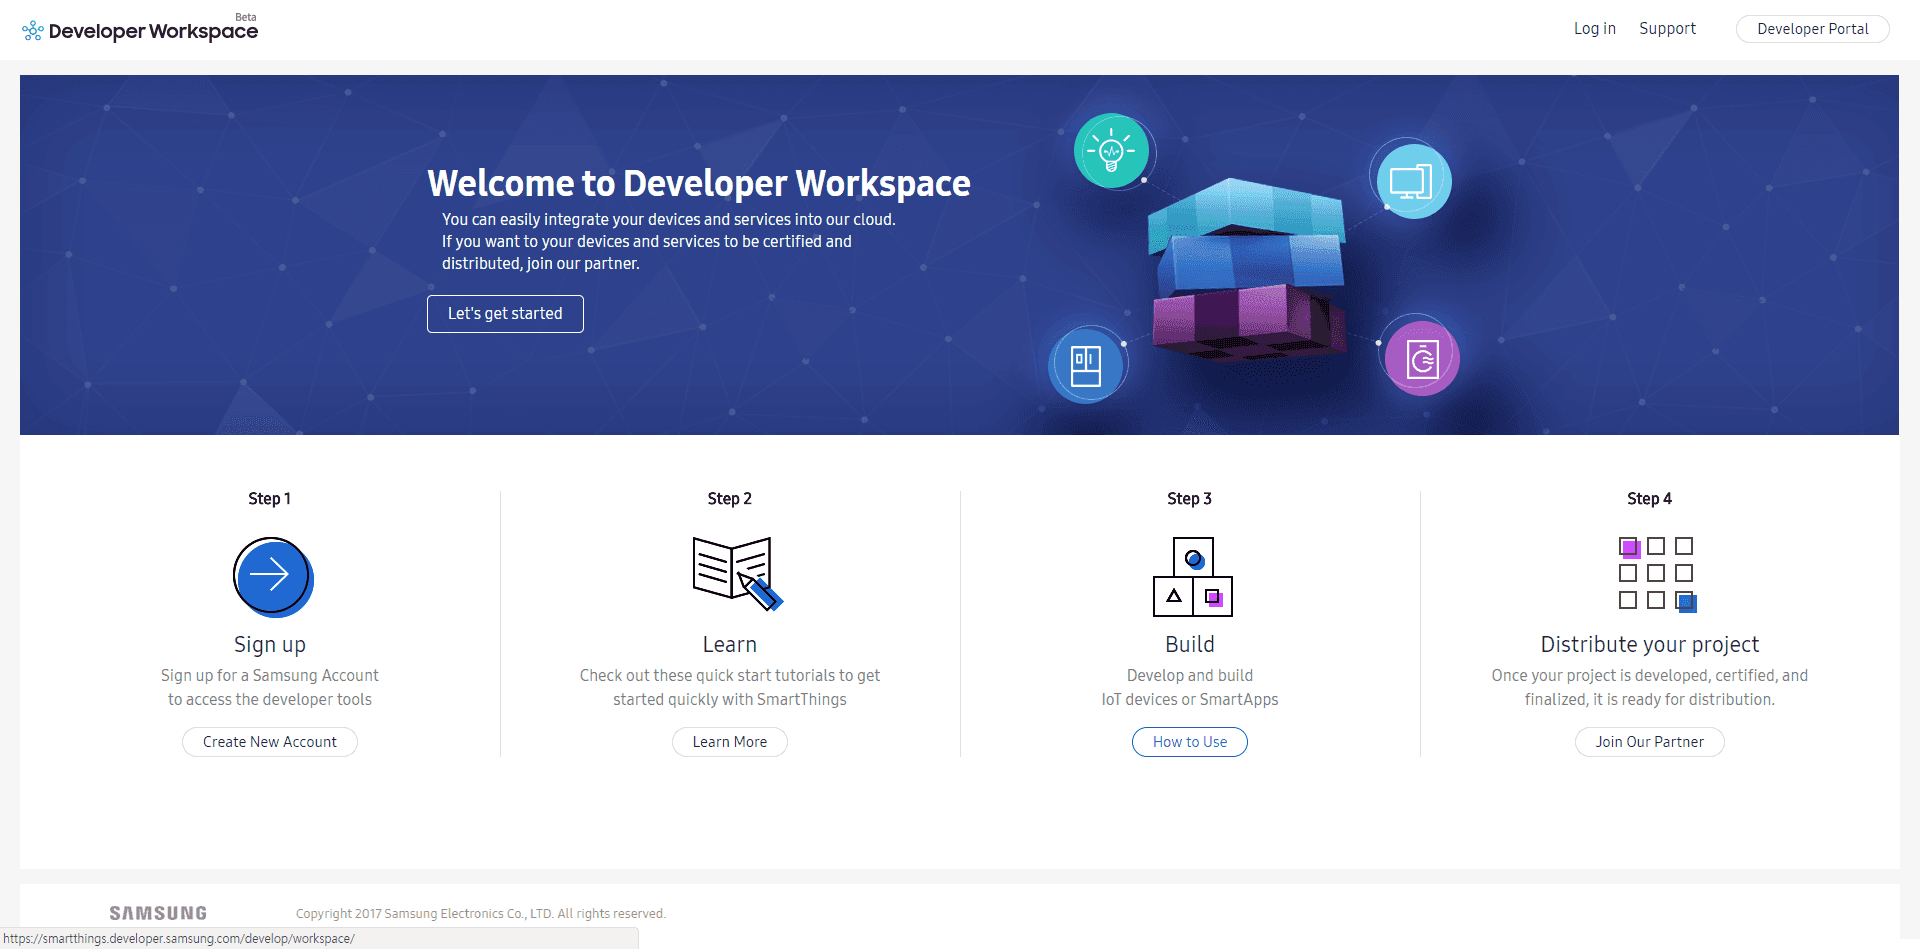 Beta
Developer Workspace
Log in
Support
Developer Portal
Welcome to Developer Workspace
You can easily integrate your devices and services into our cloud.
If you want to your devices and services to be certified and
distributed, join our partner.
Let's get started
Step 1
Sign up
Sign up for a Samsung Account
to access the developer tools
Create New Account
Step 2
Learn
Check out these quick start tutorials to get
started quickly with SmartThings
Learn More
Step 3
Build
Develop and build
IoT devices or SmartApps
How to Use
Step 4
Distribute your project
Once your project is developed, certified, and
finalized, it is ready for distribution.
Join Our Partner
SAMSUNG
Copyright 2017 Samsung Electronics Co., LTD. All rights reserved.
https://smartthings.developer.samsung.com/develop/workspace/